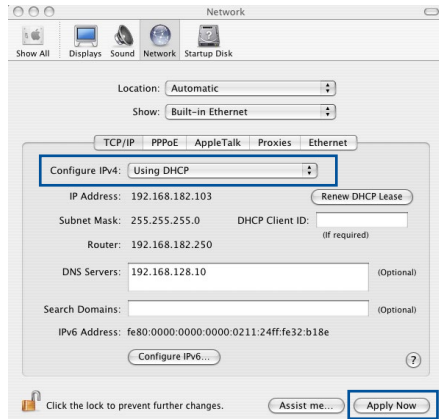 Network
Show All Displays Sound Network Startup Disk
Location: Automatic
Show: Built-in Ethernet
TCP/IP PPPoE AppleTalk Proxies Ethernet
Configure IPv4: Using DHCP
IP Address: 192.168.182.103 Renew DHCP Lease
Subnet Mask: 255.255.255.0 DHCP Client ID:
(If required)
Router: 192.168.182.250
DNS Servers: 192.168.128.10 (Optional)
Search Domains: (Optional)
IPv6 Address: fe80:0000:0000:0000:0211:24ff:fe32:b18e
Configure IPv6... ?
Click the lock to prevent further changes. Assist me... Apply Now